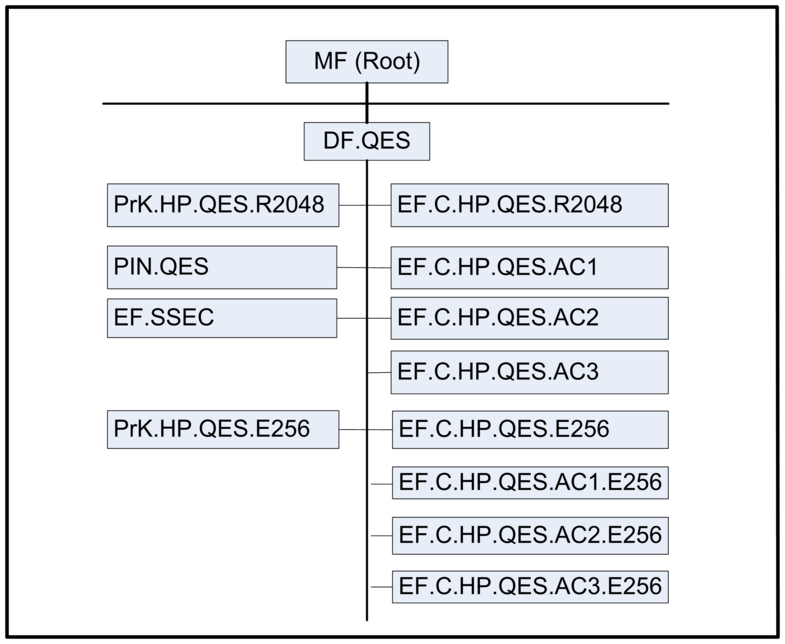 MF (Root)
DF.QES
PrK.HP.QES.R2048
EF.C.HP.QES.R2048
PIN.QES
EF.C.HP.QES.AC1
EF.SSEC
EF.C.HP.QES.AC2
EF.C.HP.QES.AC3
PrK.HP.QES.E256
EF.C.HP.QES.E256
EF.C.HP.QES.AC1.E256
EF.C.HP.QES.AC2.E256
EF.C.HP.QES.AC3.E256